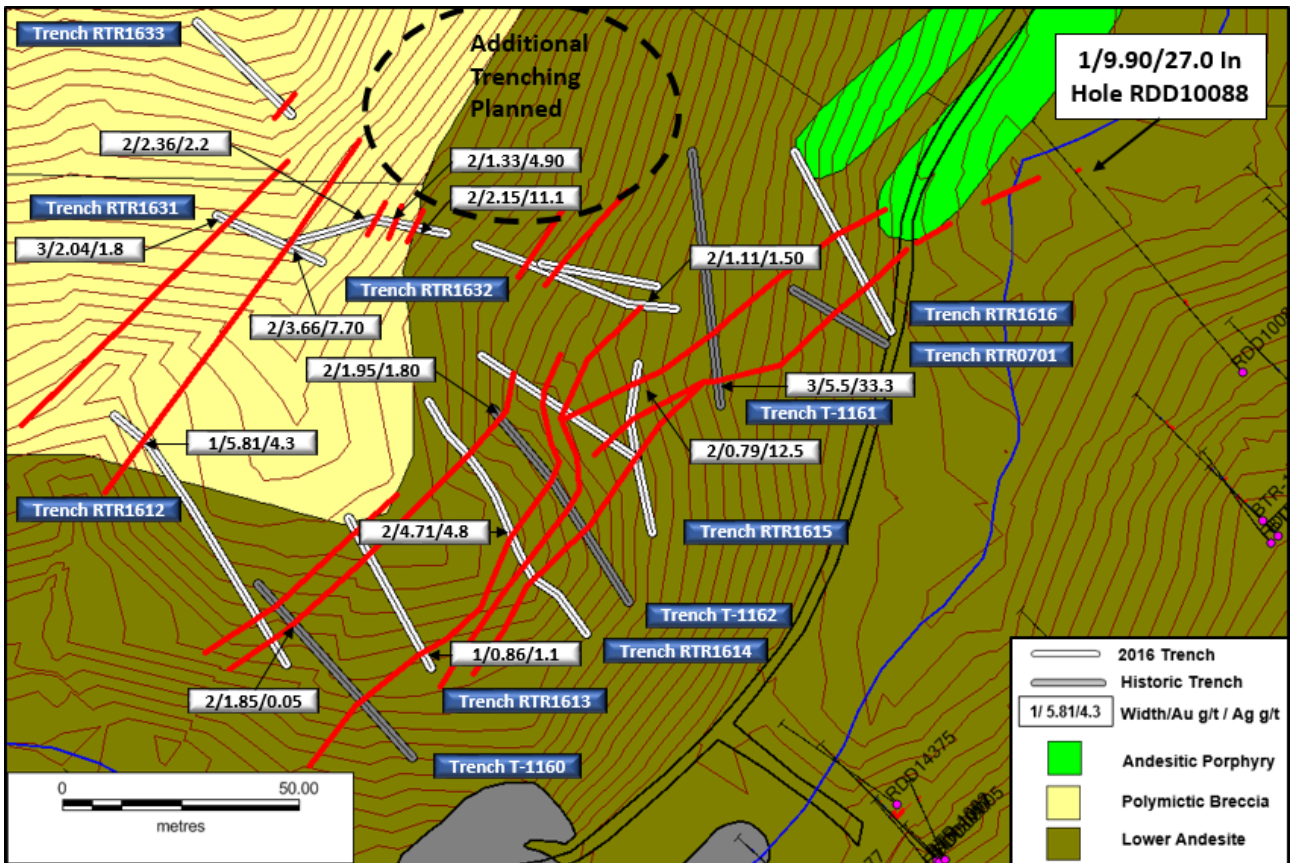 Trench RTR1633
Additional
Trenching
Planned
1/9.90/27.0 In
Hole RDD10088
2/2.36/2.2
2/1.33/4.90
2/2.15/11.1
Trench RTR1631
3/2.04/1.8
2/1.11/1.50
Trench RTR1632
Trench RTR1616
2/3.66/7.70
Trench RTR0701
2/1.95/1.80
3/5.5/33.3
Trench T-1161
1/5.81/4.3
2/0.79/12.5
Trench RTR1612
2/4.71/4.8
Trench RTR1615
Trench T-1162
1/0.86/1.1
Trench RTR1614
2/1.85/0.05
Trench RTR1613
Trench T-1160
RDD14375
0 50.00
metres
2016 Trench
Historic Trench
1/ 5.81/4.3 Width/Au g/t / Ag g/t
Andesitic Porphyry
Polymictic Breccia
Lower Andesite